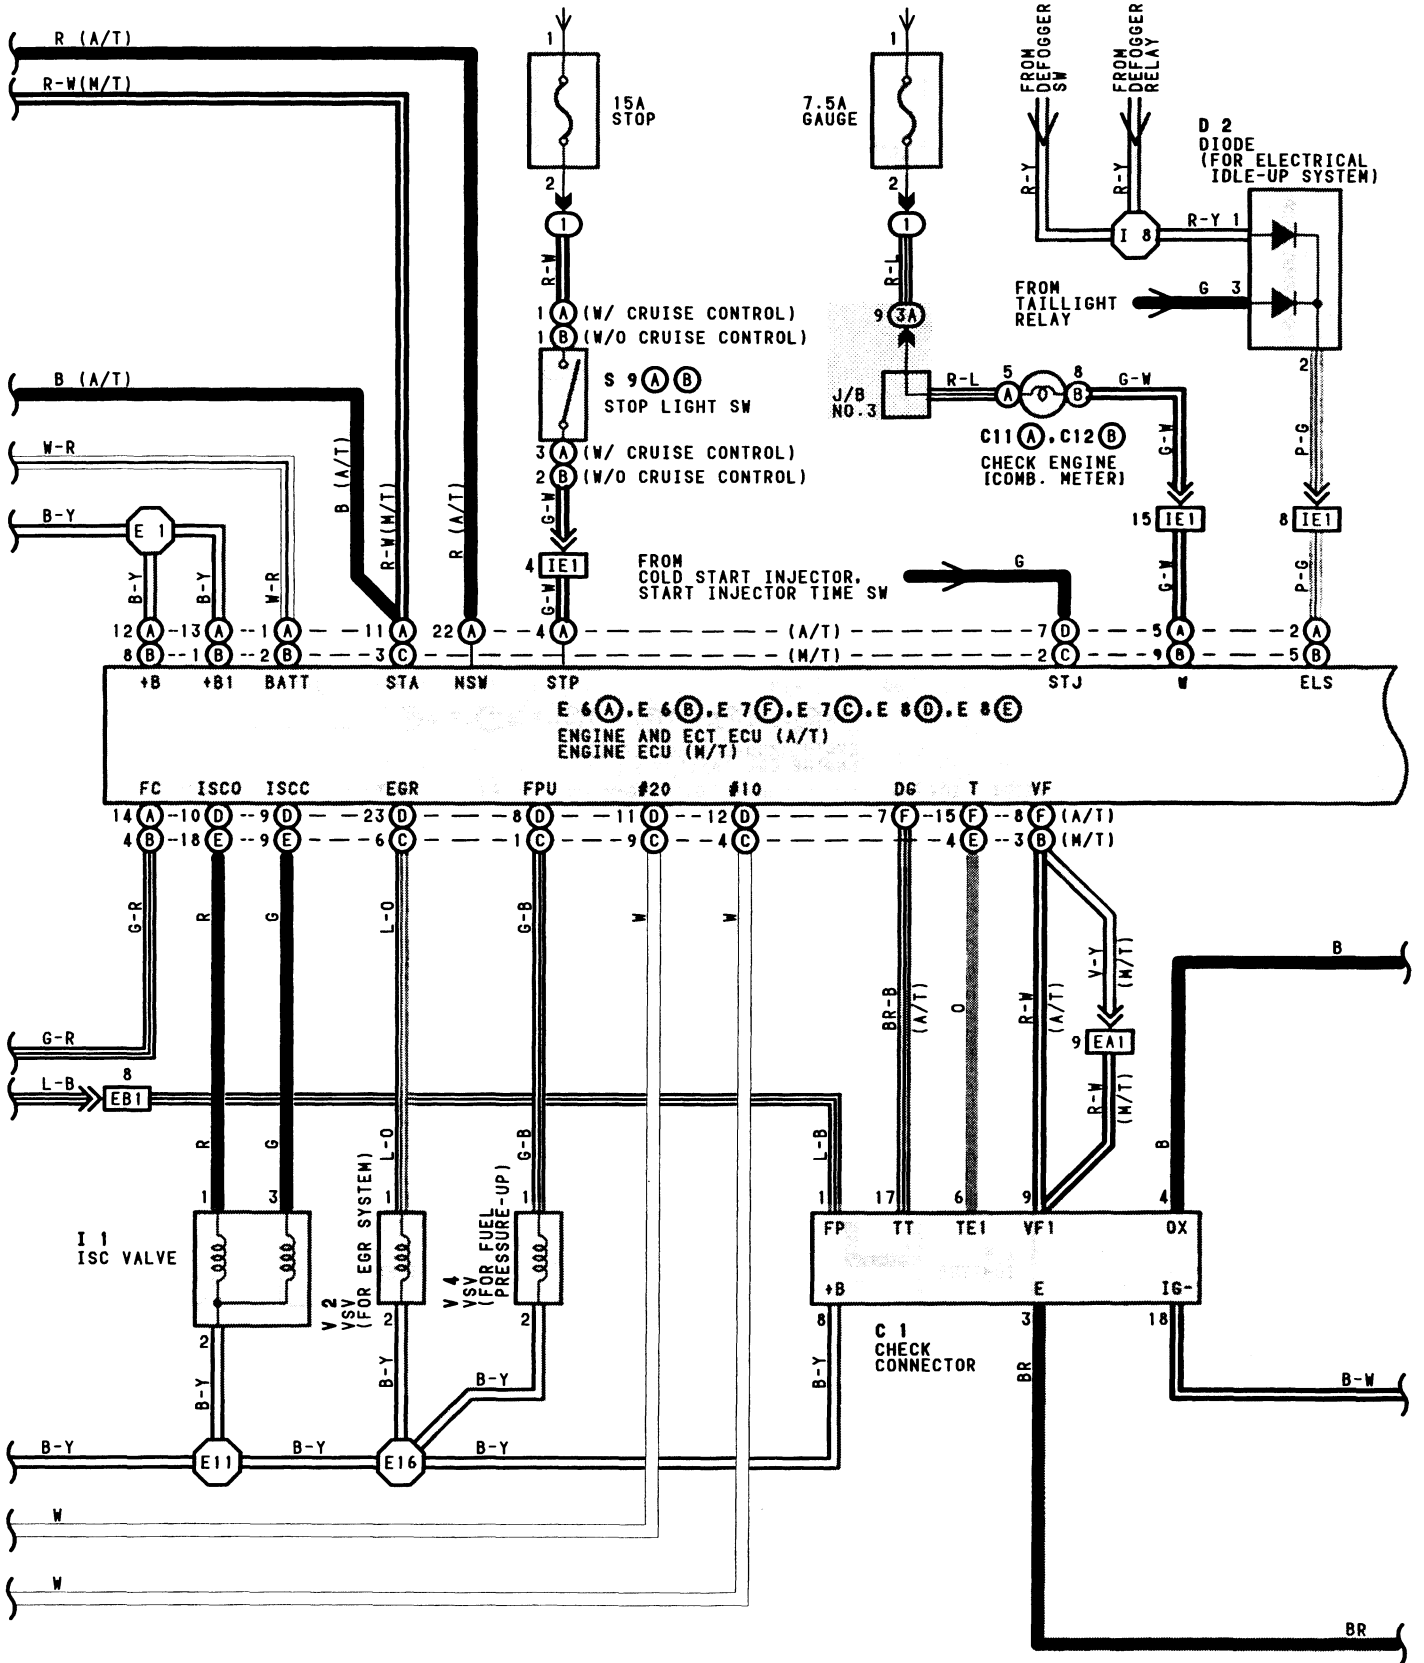 R (A/T)
R-W(M/T)
1
15A
STOP
2
1
R-W
1 A (W/ CRUISE CONTROL)
1 B (W/O CRUISE CONTROL)
S 9 A B
STOP LIGHT SW
3 A (W/ CRUISE CONTROL)
2 B (W/O CRUISE CONTROL)
G-W
4 IE1
G-W
1
7.5A
GAUGE
2
1
R-L
9 3A
J/B
NO.3
R-L
5
A
8
B
G-W
C11 A , C12 B
CHECK ENGINE
[COMB. METER]
G-W
15 IE1
G-W
FROM
DEFOGGER
SW
FROM
DEFOGGER
RELAY
R-Y
R-Y
I 8
R-Y 1
D 2
DIODE
(FOR ELECTRICAL
IDLE-UP SYSTEM)
FROM
TAILLIGHT
RELAY
G 3
2
P-G
8 IE1
P-G
B (A/T)
W-R
B-Y
E 1
B-Y
B-Y
W-R
B (A/T)
R-W(M/T)
R (A/T)
FROM
COLD START INJECTOR,
START INJECTOR TIME SW
G
12 A 13 A 1 A 11 A 22 A 4 A (A/T) 7 D 5 A 2 A
8 B 1 B 2 B 3 C (M/T) 2 C 9 B 5 B
+B +B1 BATT STA NSW STP STJ W ELS
E 6 A , E 6 B , E 7 F , E 7 C , E 8 D , E 8 E
ENGINE AND ECT ECU (A/T)
ENGINE ECU (M/T)
FC ISCO ISCC EGR FPU #20 #10 DG T VF
14 A 10 D 9 D 23 D 8 D 11 D 12 D 7 F 15 F 8 F (A/T)
4 B 18 E 9 E 6 C 1 C 9 C 4 C 4 E 3 B (M/T)
G-R
R
G
L-O
G-B
W
W
BR-B
(A/T)
O
R-W
(A/T)
V-Y
(M/T)
9 EA1
R-W
(M/T)
B
B
G-R
L-B
8
EB1
R
G
L-O
G-B
L-B
1 3 1 1 1 17 6 9 4
I 1
ISC VALVE
V 2
VSV
(FOR EGR SYSTEM)
V 4
VSV
(FOR FUEL
PRESSURE-UP)
FP TT TE1 VF1 OX
+B E IG-
2 2 2 8 3 18
C 1
CHECK
CONNECTOR
B-Y
B-Y
B-Y
B-Y
BR
B-W
B-Y
E11
B-Y
E16
B-Y
W
W
BR